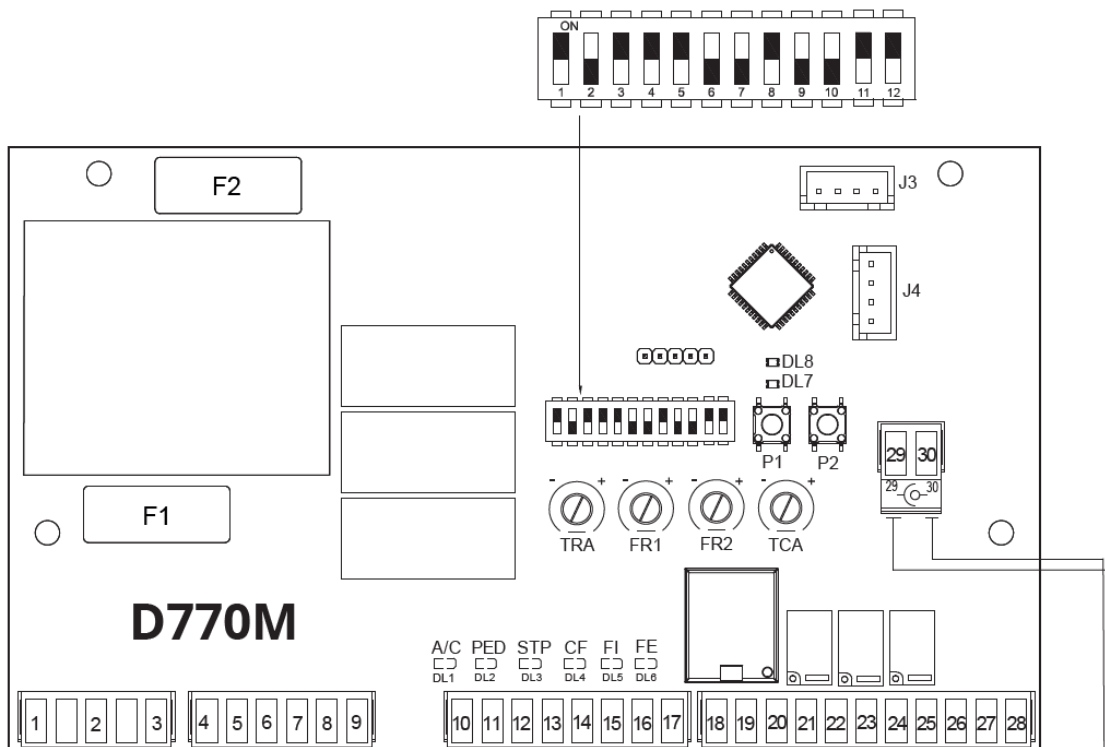 ON
1 2 3 4 5 6 7 8 9 10 11 12
F2
J3
J4
DL8
DL7
P1 P2
29 30
29 30
- + - + - + - +
TRA FR1 FR2 TCA
F1
D770M
A/C PED STP CF FI FE
DL1 DL2 DL3 DL4 DL5 DL6
1 2 3 4 5 6 7 8 9 10 11 12 13 14 15 16 17 18 19 20 21 22 23 24 25 26 27 28